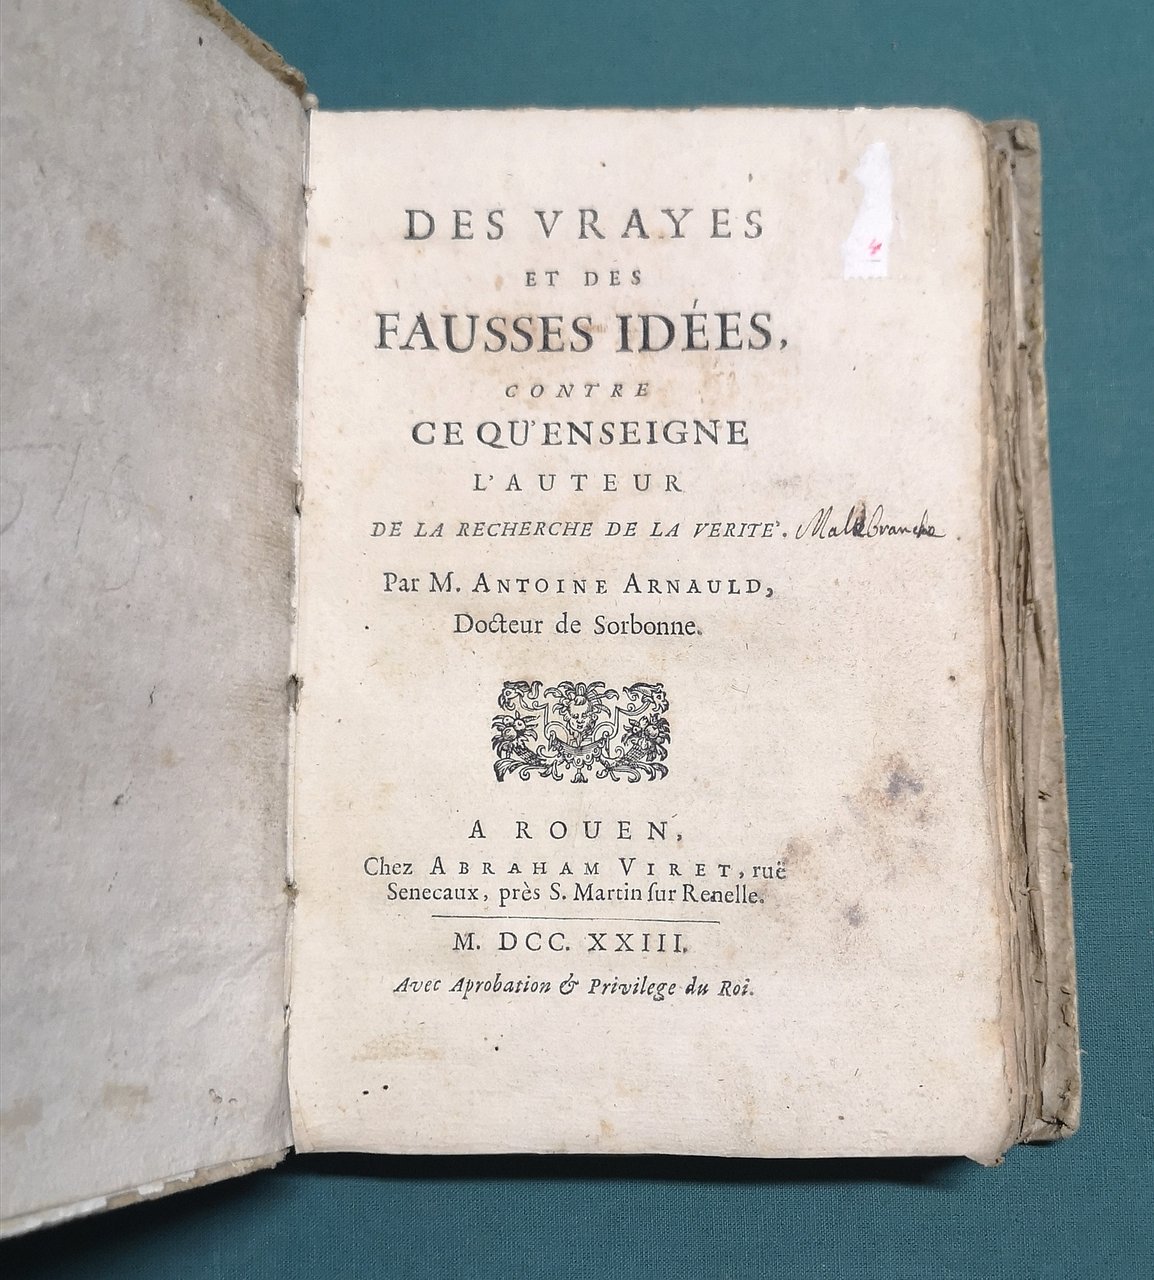 DES VRAYES
ET DES
FAUSSES IDÉES,
CONTRE
CE QU'ENSEIGNE
L'AUTEUR
DE LA RECHERCHE DE LA VERITE'. Malebranche.
Par M. ANTOINE ARNAULD,
Docteur de Sorbonne.
A ROUEN,
Chez ABRAHAM VIRET, ruë
Senecaux, près S. Martin ſur Renelle.
M. DCC. XXIII.
Avec Aprobation & Privilege du Roi.